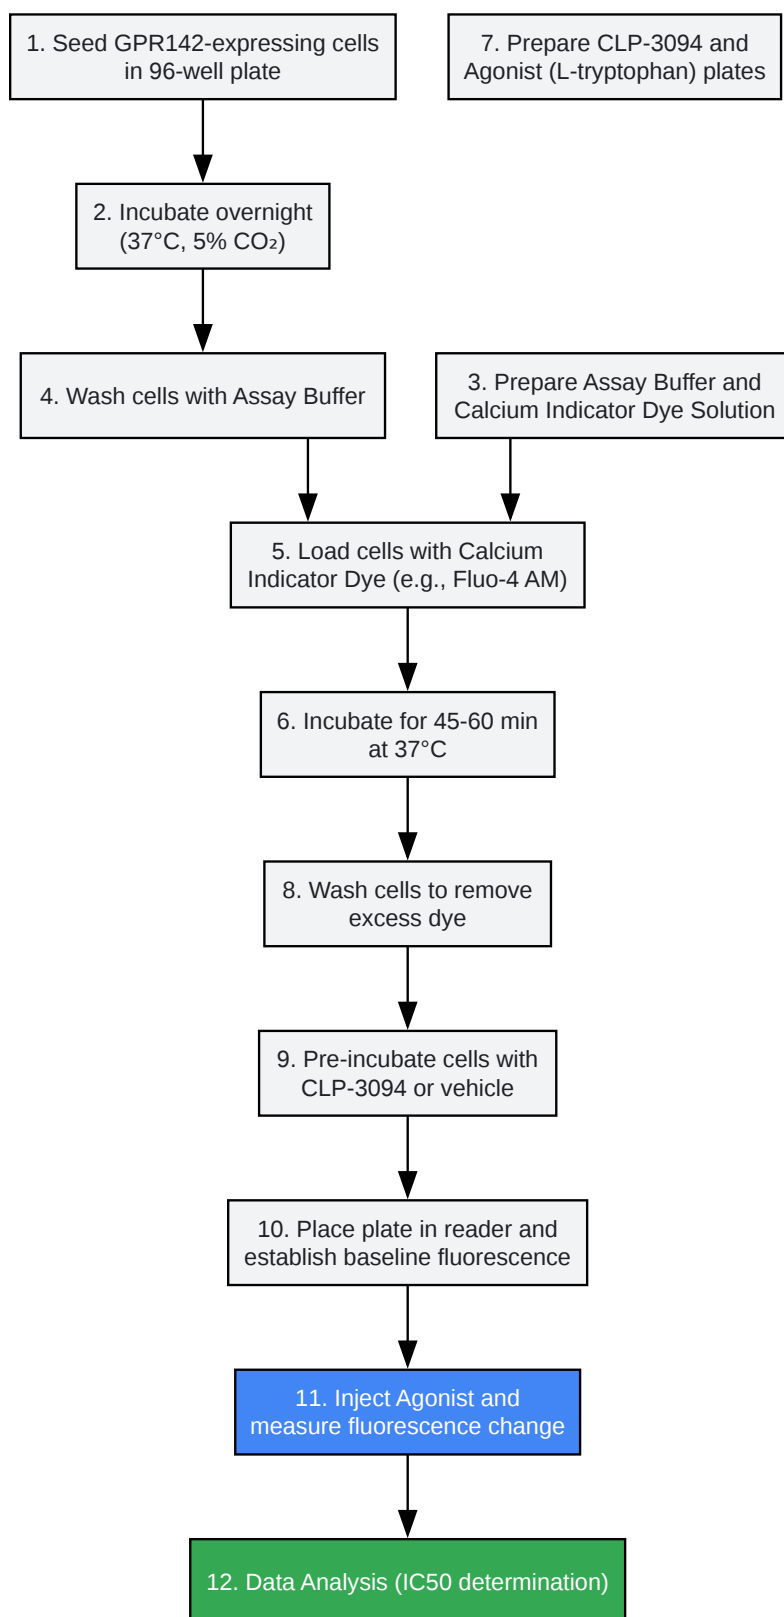 1. Seed GPR142-expressing cells
in 96-well plate
7. Prepare CLP-3094 and
Agonist (L-tryptophan) plates
2. Incubate overnight
(37°C, 5% CO₂)
4. Wash cells with Assay Buffer
3. Prepare Assay Buffer and
Calcium Indicator Dye Solution
5. Load cells with Calcium
Indicator Dye (e.g., Fluo-4 AM)
6. Incubate for 45-60 min
at 37°C
8. Wash cells to remove
excess dye
9. Pre-incubate cells with
CLP-3094 or vehicle
10. Place plate in reader and
establish baseline fluorescence
11. Inject Agonist and
measure fluorescence change
12. Data Analysis (IC50 determination)